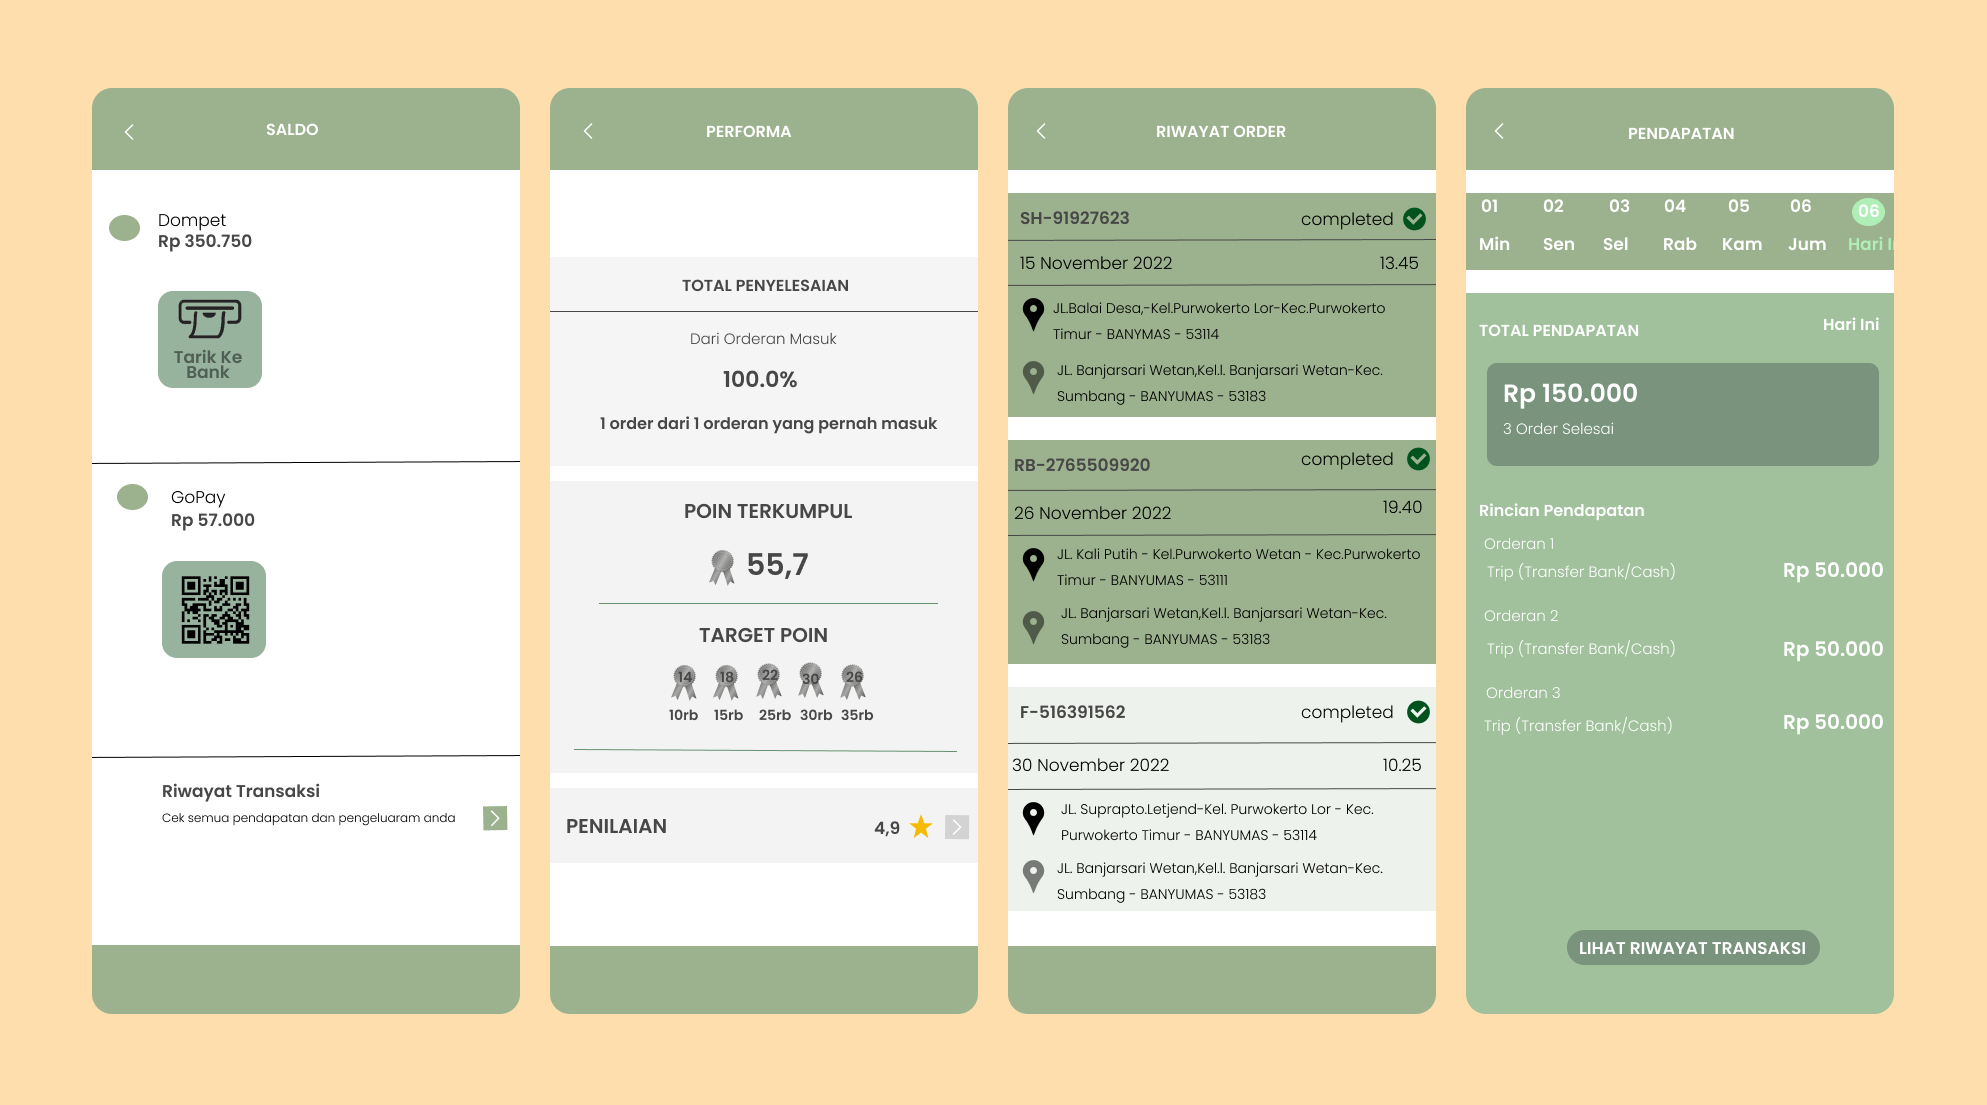 SALDO
Dompet
Rp 350.750
Tarik Ke
Bank
GoPay
Rp 57.000
Riwayat Transaksi
Cek semua pendapatan dan pengeluaram anda
PERFORMA
TOTAL PENYELESAIAN
Dari Orderan Masuk
100.0%
1 order dari 1 orderan yang pernah masuk
POIN TERKUMPUL
55,7
TARGET POIN
14 18 22 30 26
10rb 15rb 25rb 30rb 35rb
PENILAIAN 4,9
RIWAYAT ORDER
SH-91927623 completed
15 November 2022 13.45
JL.Balai Desa,-Kel.Purwokerto Lor-Kec.Purwokerto
Timur - BANYMAS - 53114
JL. Banjarsari Wetan,Kel.l. Banjarsari Wetan-Kec.
Sumbang - BANYUMAS - 53183
RB-2765509920 completed
26 November 2022 19.40
JL. Kali Putih - Kel.Purwokerto Wetan - Kec.Purwokerto
Timur - BANYUMAS - 53111
JL. Banjarsari Wetan,Kel.l. Banjarsari Wetan-Kec.
Sumbang - BANYUMAS - 53183
F-516391562 completed
30 November 2022 10.25
JL. Suprapto.Letjend-Kel. Purwokerto Lor - Kec.
Purwokerto Timur - BANYUMAS - 53114
JL. Banjarsari Wetan,Kel.l. Banjarsari Wetan-Kec.
Sumbang - BANYUMAS - 53183
PENDAPATAN
01 02 03 04 05 06 06
Min Sen Sel Rab Kam Jum Hari I
TOTAL PENDAPATAN Hari Ini
Rp 150.000
3 Order Selesai
Rincian Pendapatan
Orderan 1
Trip (Transfer Bank/Cash) Rp 50.000
Orderan 2
Trip (Transfer Bank/Cash) Rp 50.000
Orderan 3
Trip (Transfer Bank/Cash) Rp 50.000
LIHAT RIWAYAT TRANSAKSI